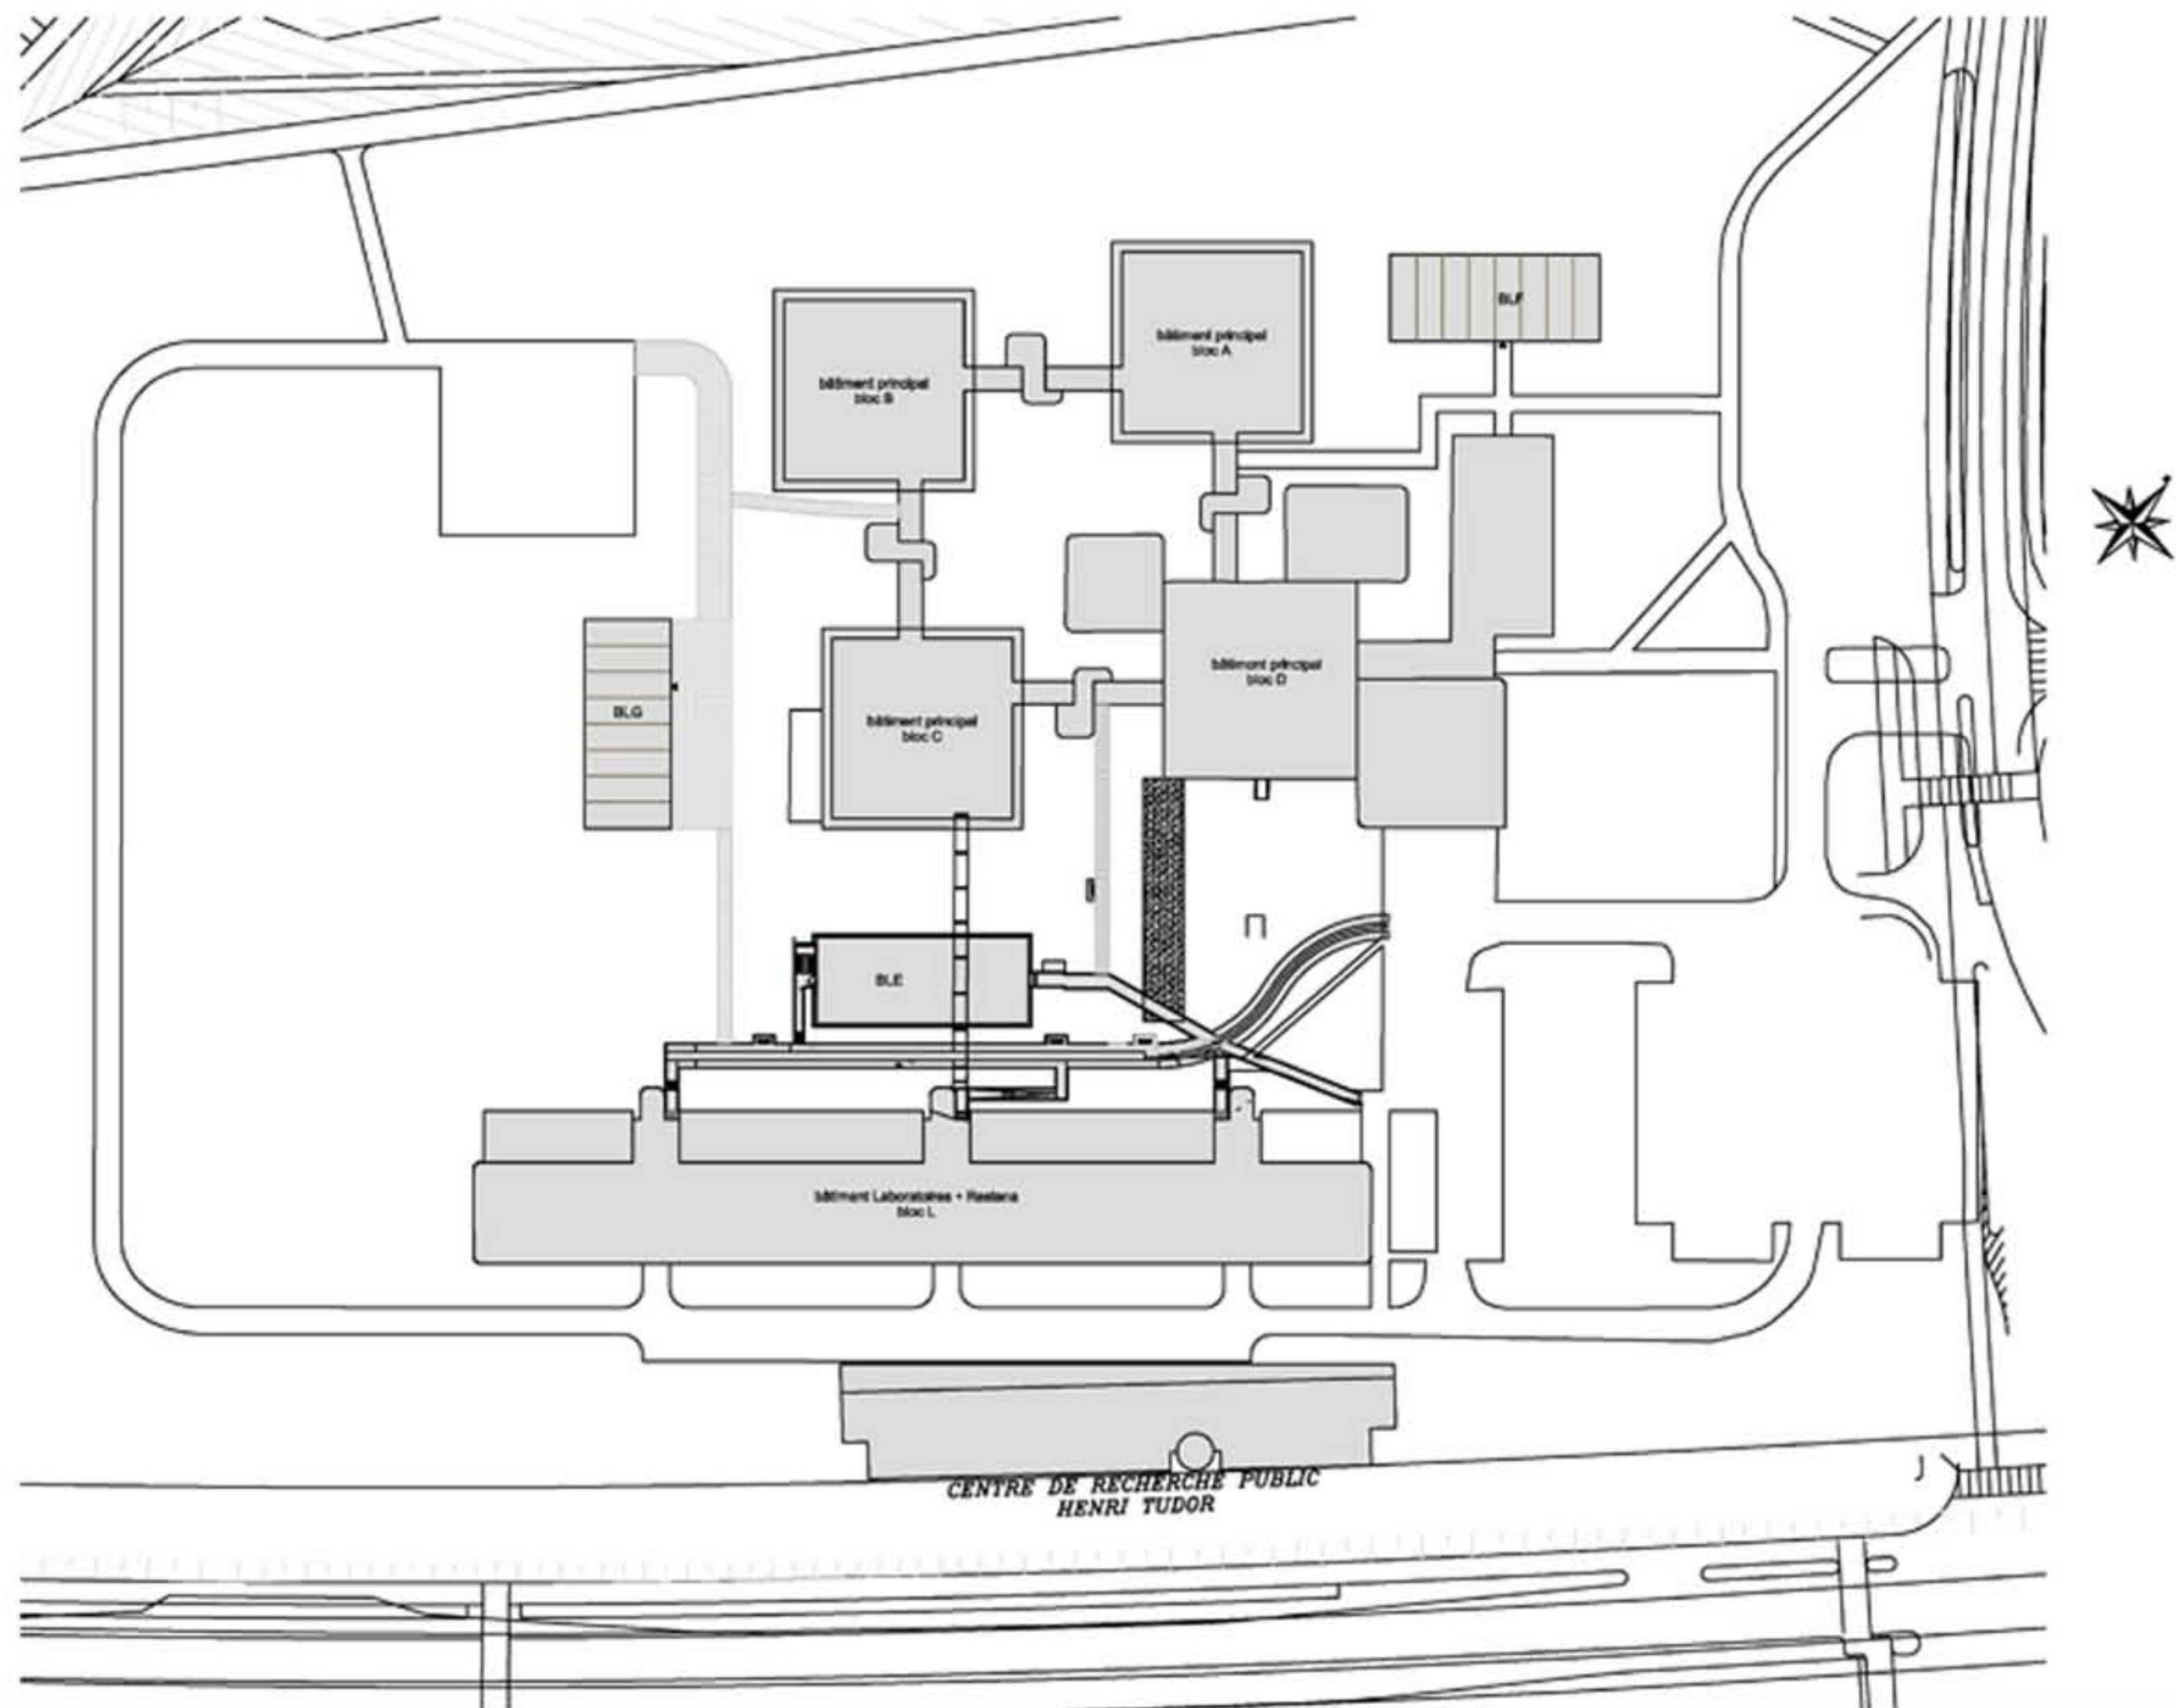 bâtiment principal
bloc A
BLF
bâtiment principal
bloc B
bâtiment principal
bloc D
BLG
bâtiment principal
bloc C
BLE
bâtiment Laboratoires + Restena
bloc L
CENTRE DE RECHERCHE PUBLIC
HENRI TUDOR